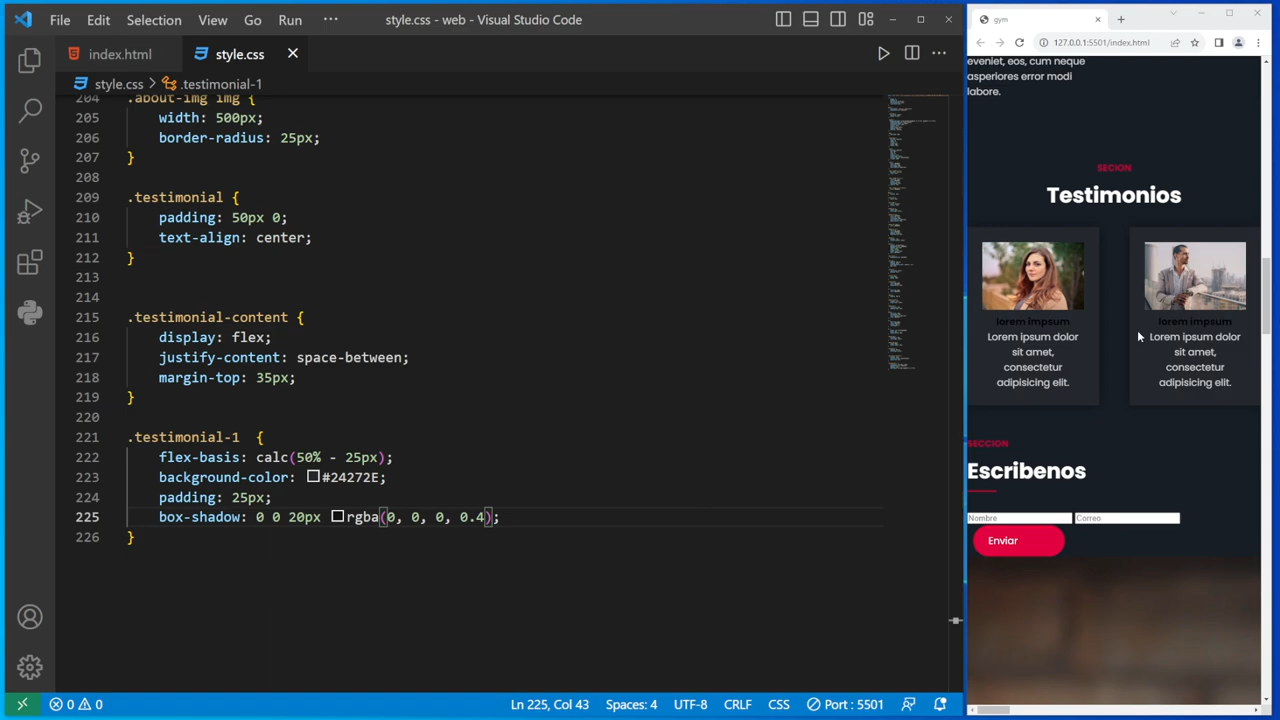 File Edit Selection View Go Run ··· style.css - web - Visual Studio Code
index.html style.css
style.css > .testimonial-1
204 .about-img img {
205 width: 500px;
206 border-radius: 25px;
207 }
208
209 .testimonial {
210 padding: 50px 0;
211 text-align: center;
212 }
213
214
215 .testimonial-content {
216 display: flex;
217 justify-content: space-between;
218 margin-top: 35px;
219 }
220
221 .testimonial-1 {
222 flex-basis: calc(50% - 25px);
223 background-color: #24272E;
224 padding: 25px;
225 box-shadow: 0 0 20px rgba(0, 0, 0, 0.4);
226 }
0 0 Ln 225, Col 43 Spaces: 4 UTF-8 CRLF CSS Port : 5501
gym
127.0.0.1:5501/index.html
eveniet, eos, cum neque
asperiores error modi
labore.
SECION
Testimonios
lorem impsum
Lorem ipsum dolor
sit amet,
consectetur
adipisicing elit.
lorem impsum
Lorem ipsum dolor
sit amet,
consectetur
adipisicing elit.
SECCION
Escribenos
Nombre Correo
Enviar